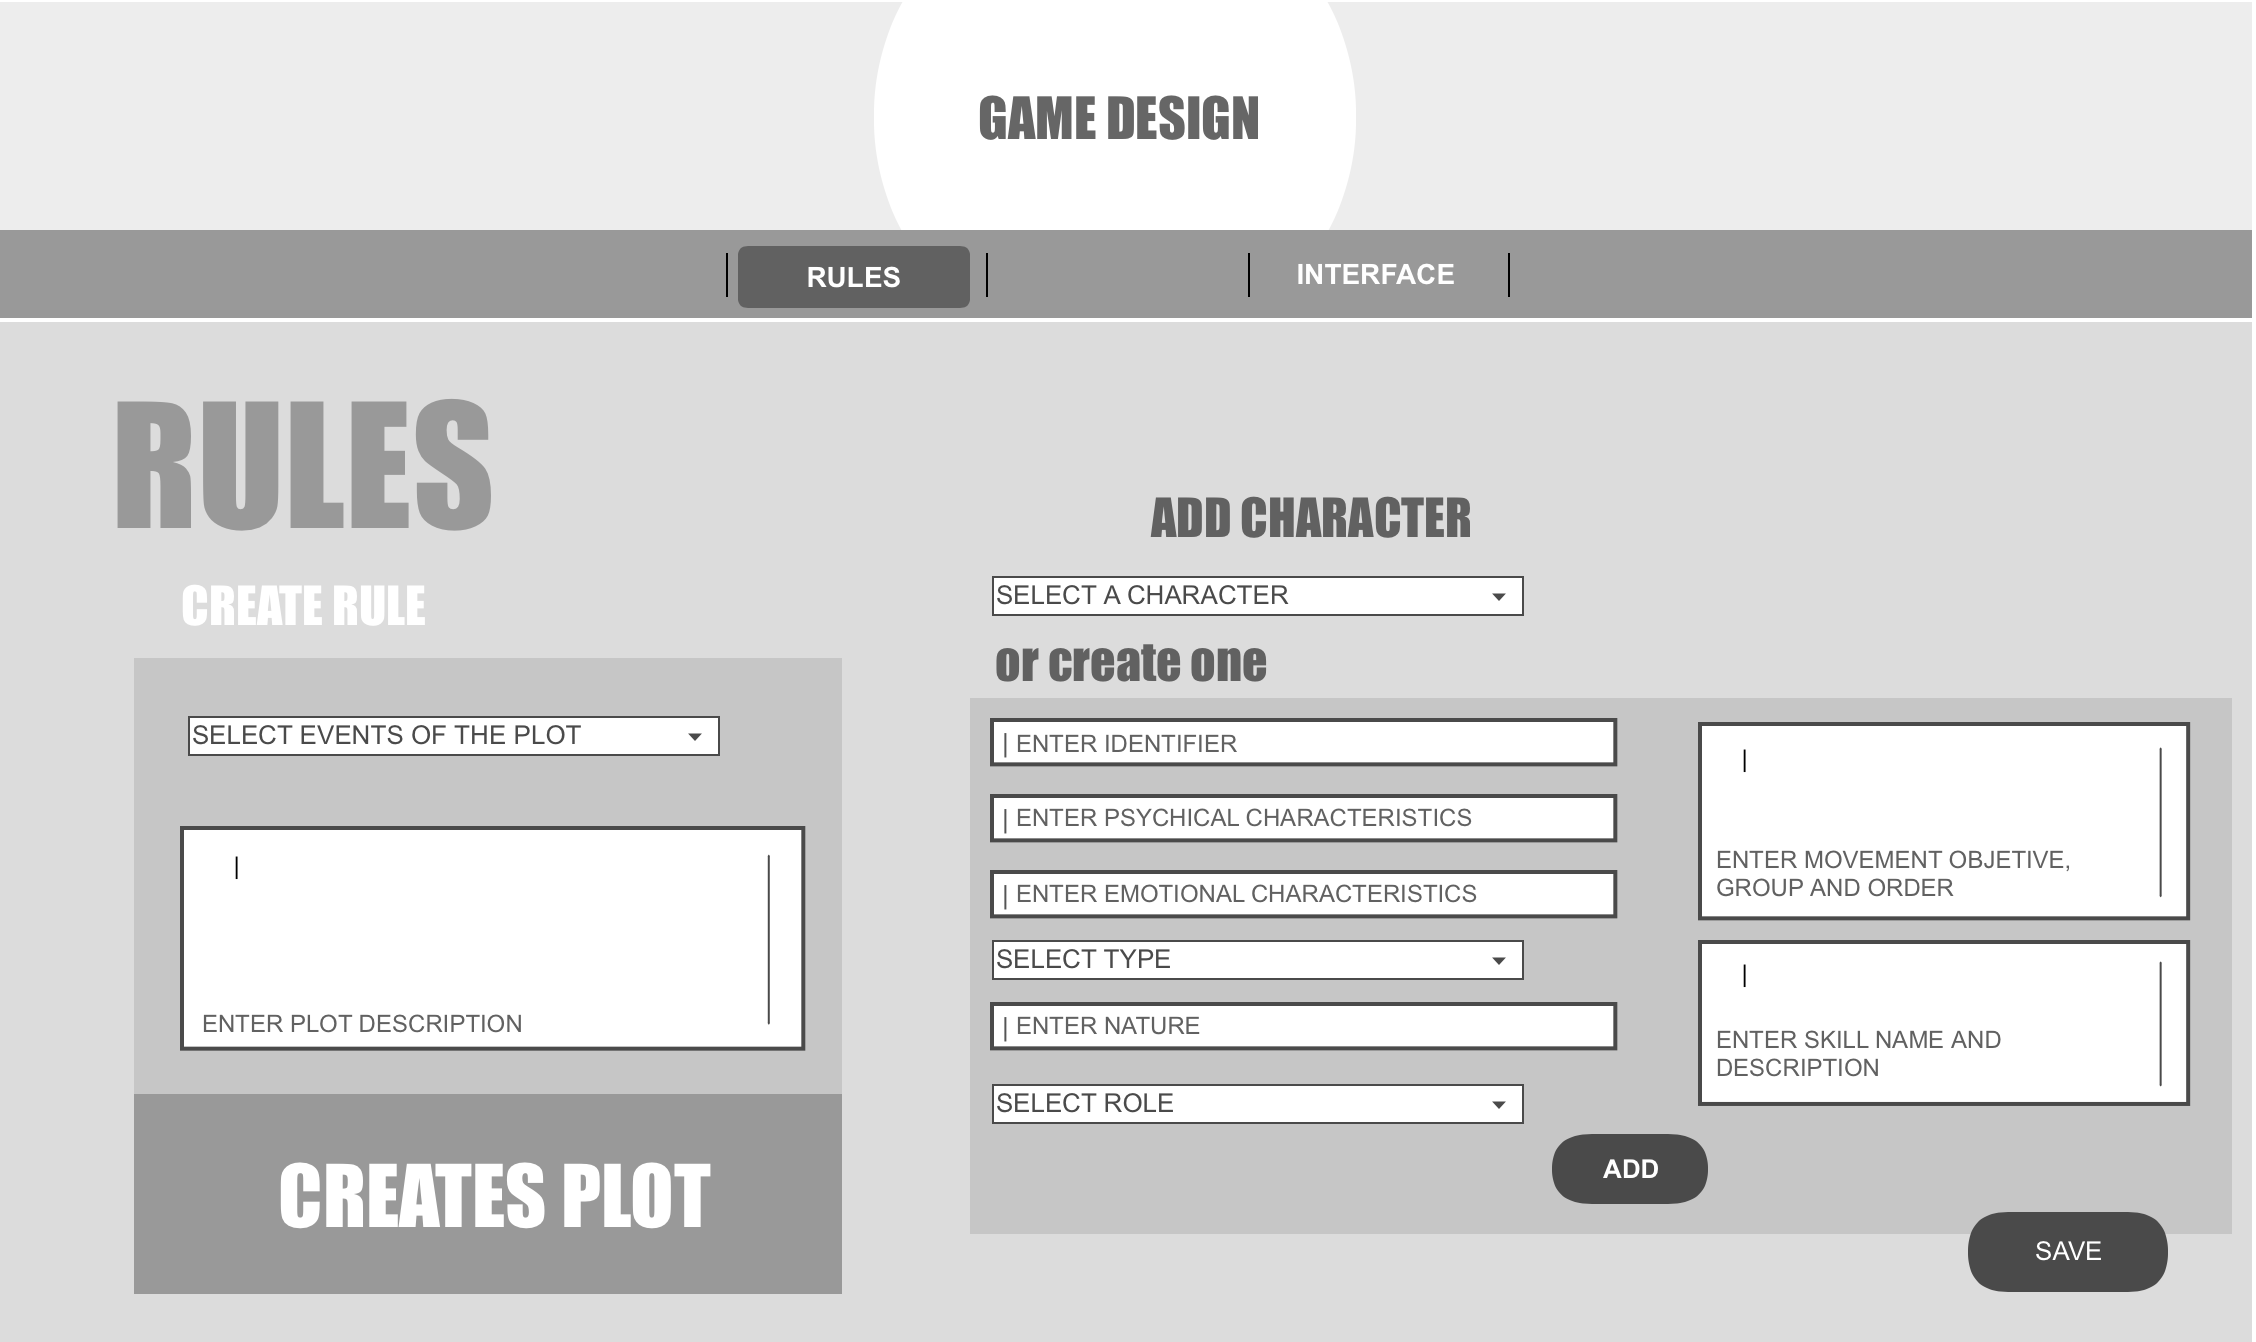 GAME DESIGN
RULES
INTERFACE
RULES
CREATE RULE
SELECT EVENTS OF THE PLOT
ENTER PLOT DESCRIPTION
CREATES PLOT
ADD CHARACTER
SELECT A CHARACTER
or create one
ENTER IDENTIFIER
ENTER PSYCHICAL CHARACTERISTICS
ENTER EMOTIONAL CHARACTERISTICS
SELECT TYPE
ENTER NATURE
SELECT ROLE
ENTER MOVEMENT OBJETIVE,
GROUP AND ORDER
ENTER SKILL NAME AND
DESCRIPTION
ADD
SAVE